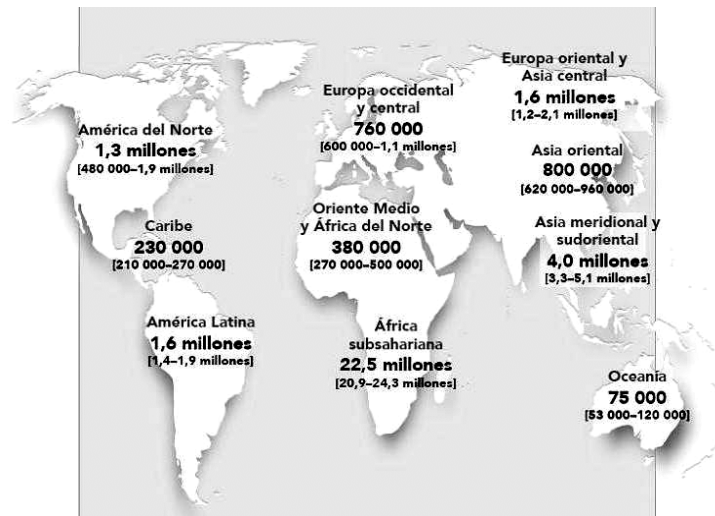 Europa oriental y
Asia central
1,6 millones
[1,2–2,1 millones]
Europa occidental
y central
760 000
[600 000–1,1 millones]
América del Norte
1,3 millones
[480 000–1,9 millones]
Asia oriental
800 000
[620 000–960 000]
Oriente Medio
y África del Norte
380 000
[270 000–500 000]
Caribe
230 000
[210 000–270 000]
Asia meridional y
sudoriental
4,0 millones
[3,3–5,1 millones]
América Latina
1,6 millones
[1,4–1,9 millones]
África
subsahariana
22,5 millones
[20,9–24,3 millones]
Oceanía
75 000
[53 000–120 000]